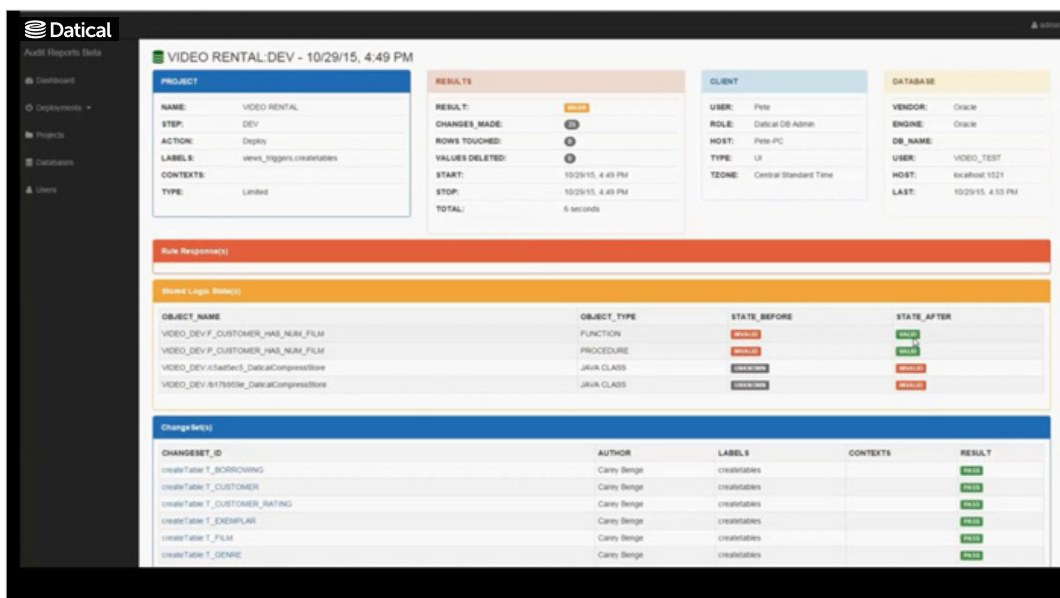 Datical
admin
Audit Reports Beta
Dashboard
Deployments
Projects
Databases
Users
VIDEO RENTAL:DEV - 10/29/15, 4:49 PM
PROJECT
NAME: VIDEO RENTAL
STEP: DEV
ACTION: Deploy
LABELS: views,triggers,createtables
CONTEXTS:
TYPE: Limited
RESULTS
RESULT:
CHANGES_MADE:
ROWS TOUCHED: 0
VALUES DELETED: 0
START: 10/29/15, 4:49 PM
STOP: 10/29/15, 4:49 PM
TOTAL: 6 seconds
CLIENT
USER: Pete
ROLE: Datical DB Admin
HOST: Pete-PC
TYPE: UI
TZONE: Central Standard Time
DATABASE
VENDOR: Oracle
ENGINE: Oracle
DB_NAME:
USER: VIDEO_TEST
HOST: localhost:1521
LAST: 10/29/15, 4:53 PM
Rule Response(s)
Stored Logic State(s)
OBJECT_NAME OBJECT_TYPE STATE_BEFORE STATE_AFTER
VIDEO_DEV.F_CUSTOMER_HAS_NUM_FILM FUNCTION INVALID VALID
VIDEO_DEV.P_CUSTOMER_HAS_NUM_FILM PROCEDURE INVALID VALID
JAVA CLASS UNKNOWN INVALID
JAVA CLASS UNKNOWN INVALID
ChangeSet(s)
CHANGESET_ID AUTHOR LABELS CONTEXTS RESULT
createTable:T_BORROWING Carey Benge createtables PASS
createTable:T_CUSTOMER Carey Benge createtables PASS
createTable:T_CUSTOMER_RATING Carey Benge createtables PASS
createTable:T_EXEMPLAR Carey Benge createtables PASS
createTable:T_FILM Carey Benge createtables PASS
createTable:T_GENRE Carey Benge createtables PASS